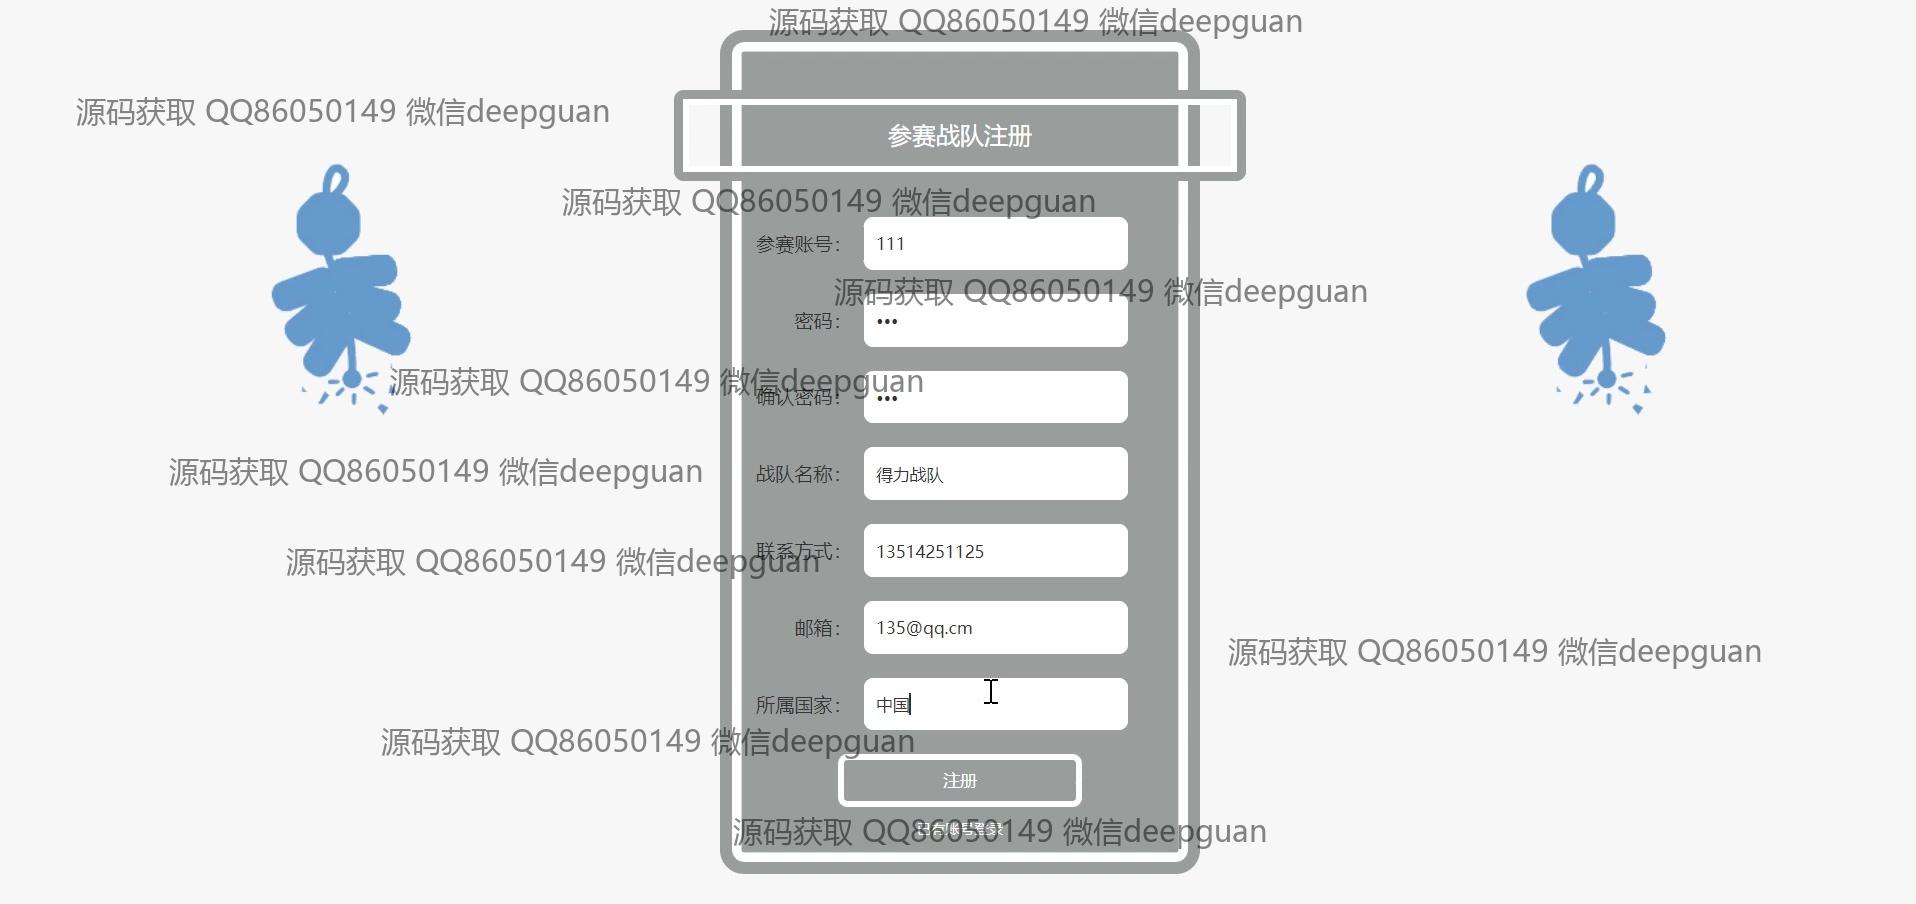 源码获取 QQ86050149 微信deepguan
源码获取 QQ86050149 微信deepguan
参赛战队注册
源码获取 QQ86050149 微信deepguan
参赛账号：
111
源码获取 QQ86050149 微信deepguan
密码：
•••
源码获取 QQ86050149 微信deepguan
确认密码：
•••
源码获取 QQ86050149 微信deepguan
战队名称：
得力战队
源码获取 QQ86050149 微信deepguan
联系方式：
13514251125
邮箱：
135@qq.cm
源码获取 QQ86050149 微信deepguan
所属国家：
中国
源码获取 QQ86050149 微信deepguan
注册
源码获取 QQ86050149 微信deepguan
已有账号登录